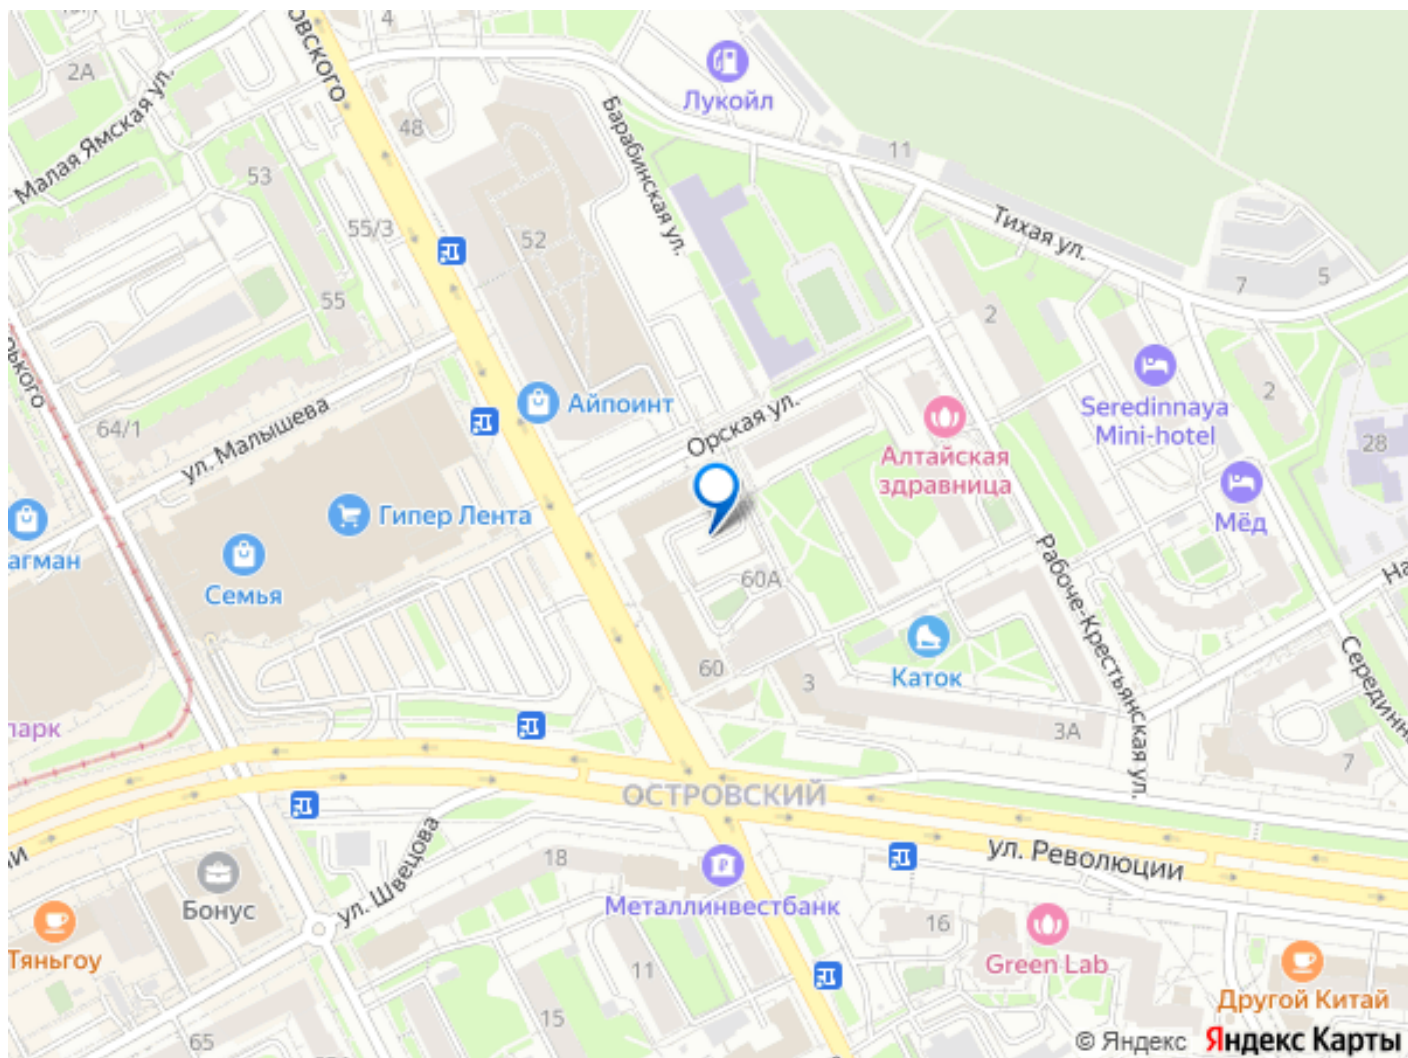 4
2А
овского
Лукойл
Малая Ямская ул.
48
Барабинская ул.
11
53
55/3
52
Тихая ул.
55
7
5
2
ул. Малышева
64/1
Айпоинт
Орская ул.
Seredinnaya
Mini-hotel
2
Алтайская
здравница
28
Гипер Лента
Мёд
Семья
60А
Рабоче-Крестьянская ул.
Каток
60
3
3А
7
парк
ОСТРОВСКИЙ
ул. Революции
ул. Швецова
18
Бонус
Металлинвестбанк
16
Тяньгоу
11
Green Lab
Другой Китай
15
65
© Яндекс Яндекс Карты